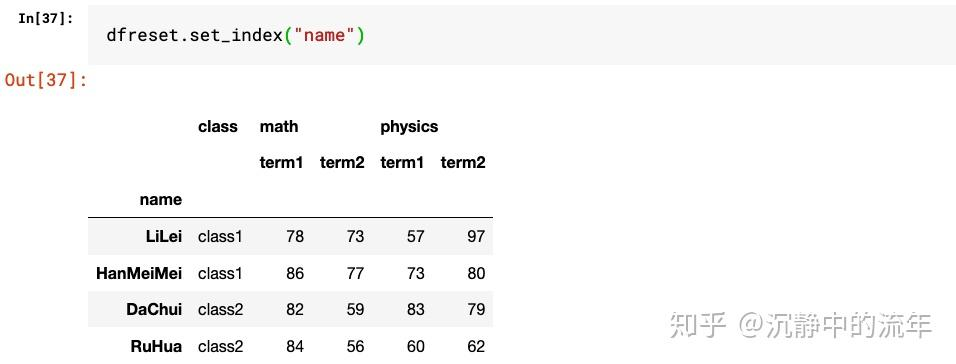 In[37]:
dfreset.set_index("name")
Out[37]:
class math physics
term1 term2 term1 term2
name
LiLei class1 78 73 57 97
HanMeiMei class1 86 77 73 80
DaChui class2 82 59 83 79
RuHua class2 84 56 60 62
知乎 @沉静中的流年